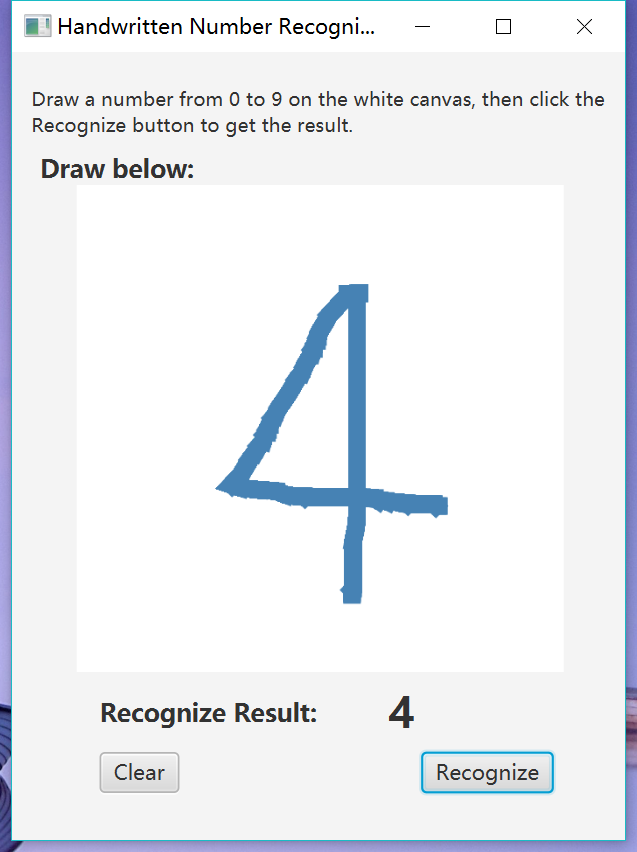 Handwritten Number Recogni...
Draw a number from 0 to 9 on the white canvas, then click the
Recognize button to get the result.
Draw below:
4
Recognize Result: 4
Clear Recognize